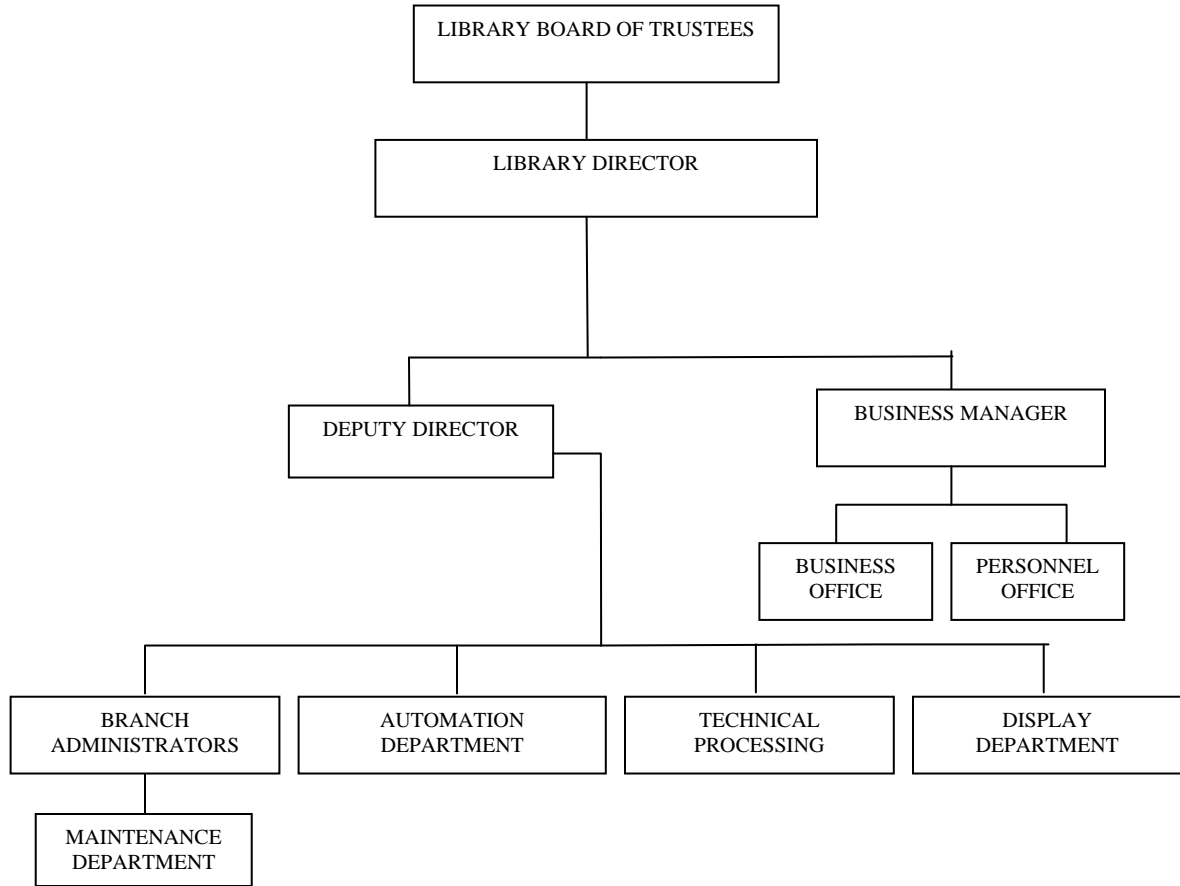 LIBRARY BOARD OF TRUSTEES
LIBRARY DIRECTOR
DEPUTY DIRECTOR
BUSINESS MANAGER
BUSINESS
OFFICE
PERSONNEL
OFFICE
BRANCH
ADMINISTRATORS
AUTOMATION
DEPARTMENT
TECHNICAL
PROCESSING
DISPLAY
DEPARTMENT
MAINTENANCE
DEPARTMENT